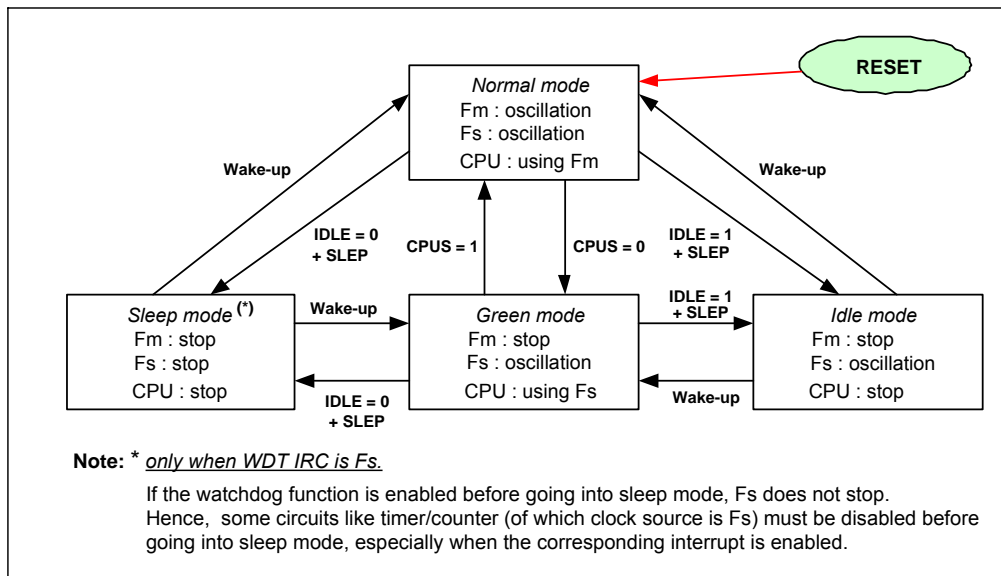 RESET
Normal mode
Fm : oscillation
Fs : oscillation
CPU : using Fm
Wake-up
Wake-up
IDLE = 0
+ SLEP
CPUS = 1
CPUS = 0
IDLE = 1
+ SLEP
Sleep mode (*)
Fm : stop
Fs : stop
CPU : stop
Wake-up
IDLE = 0
+ SLEP
Green mode
Fm : stop
Fs : oscillation
CPU : using Fs
IDLE = 1
+ SLEP
Wake-up
Idle mode
Fm : stop
Fs : oscillation
CPU : stop
Note: * only when WDT IRC is Fs.
If the watchdog function is enabled before going into sleep mode, Fs does not stop.
Hence, some circuits like timer/counter (of which clock source is Fs) must be disabled before
going into sleep mode, especially when the corresponding interrupt is enabled.